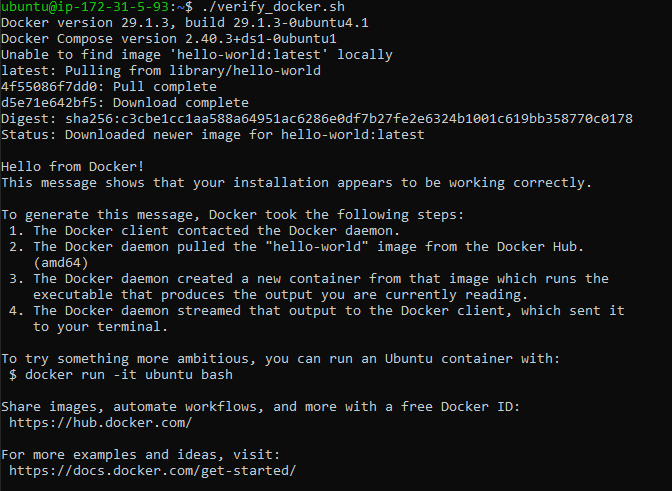 ubuntu@ip-172-31-5-93:~$ ./verify_docker.sh
Docker version 29.1.3, build 29.1.3-0ubuntu4.1
Docker Compose version 2.40.3+ds1-0ubuntu1
Unable to find image 'hello-world:latest' locally
latest: Pulling from library/hello-world
4f55086f7dd0: Pull complete
d5e71e642bf5: Download complete
Digest: sha256:c3cbe1cc1aa588a64951ac6286e0df7b27fe2e6324b1001c619bb358770c0178
Status: Downloaded newer image for hello-world:latest

Hello from Docker!
This message shows that your installation appears to be working correctly.

To generate this message, Docker took the following steps:
 1. The Docker client contacted the Docker daemon.
 2. The Docker daemon pulled the "hello-world" image from the Docker Hub.
    (amd64)
 3. The Docker daemon created a new container from that image which runs the
    executable that produces the output you are currently reading.
 4. The Docker daemon streamed that output to the Docker client, which sent it
    to your terminal.

To try something more ambitious, you can run an Ubuntu container with:
 $ docker run -it ubuntu bash

Share images, automate workflows, and more with a free Docker ID:
 https://hub.docker.com/

For more examples and ideas, visit:
 https://docs.docker.com/get-started/